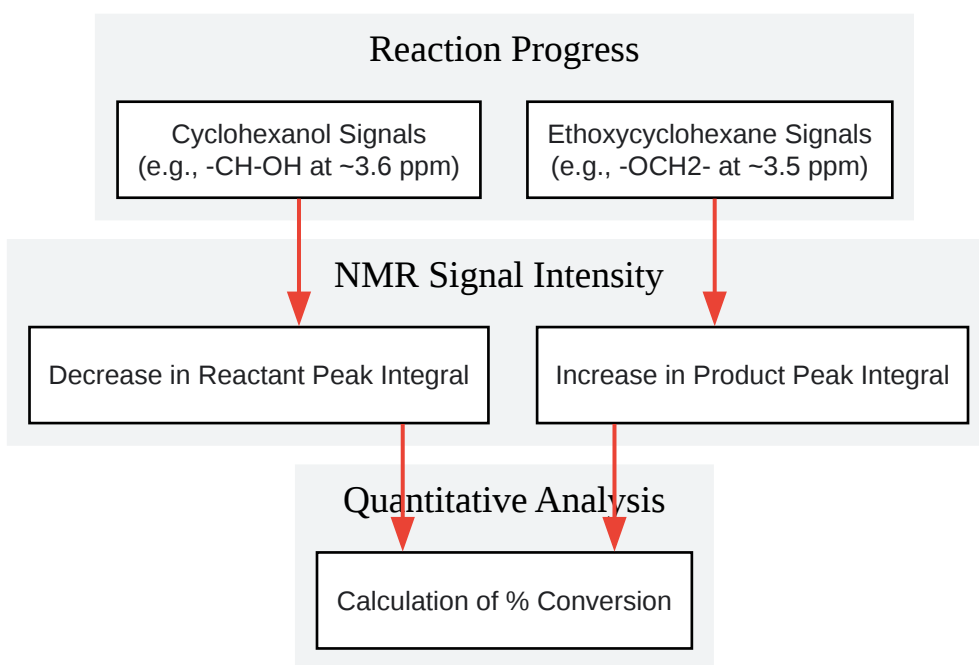 Reaction Progress
Cyclohexanol Signals
(e.g., -CH-OH at ~3.6 ppm)
Ethoxycyclohexane Signals
(e.g., -OCH2- at ~3.5 ppm)
NMR Signal Intensity
Decrease in Reactant Peak Integral
Increase in Product Peak Integral
Quantitative Analysis
Calculation of % Conversion